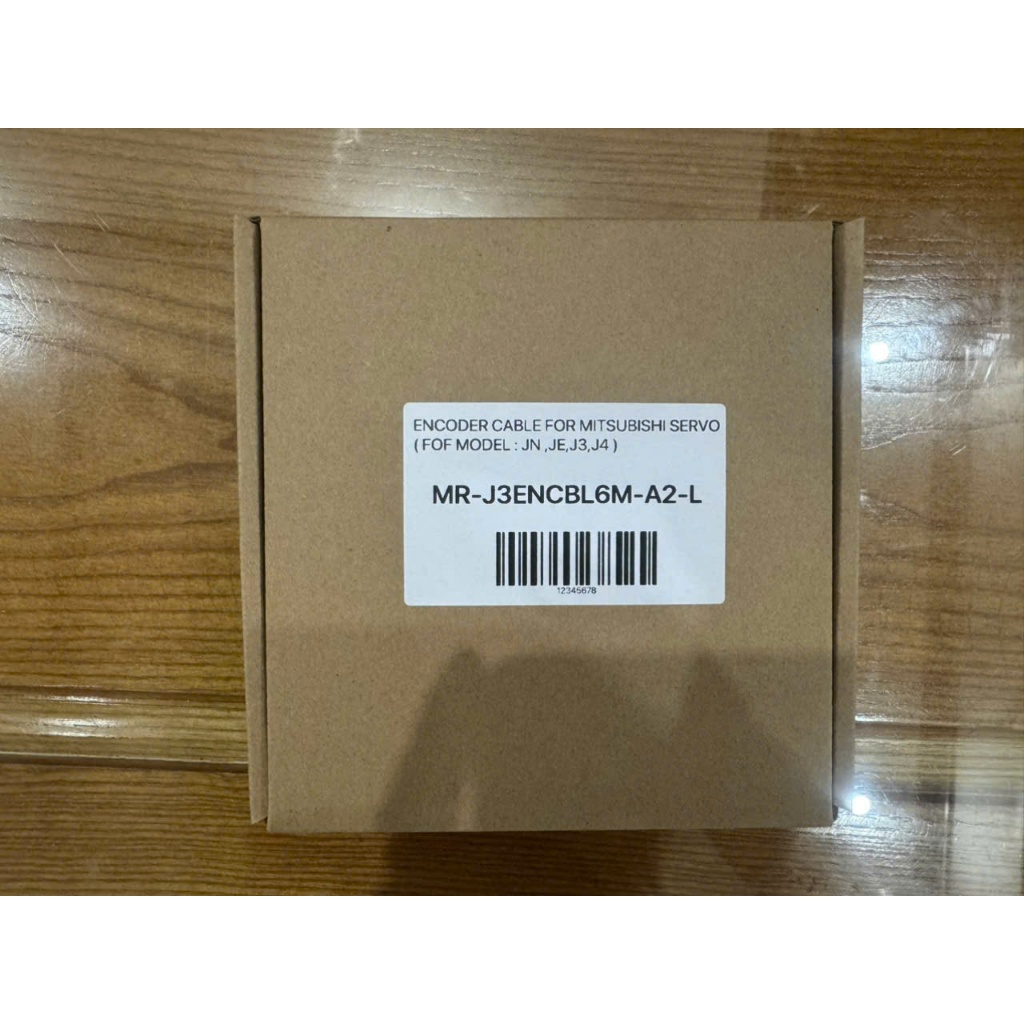 ENCODER CABLE FOR MITSUBISHI SERVO
( FOF MODEL : JN ,JE,J3,J4 )
MR-J3ENCBL6M-A2-L
12345678